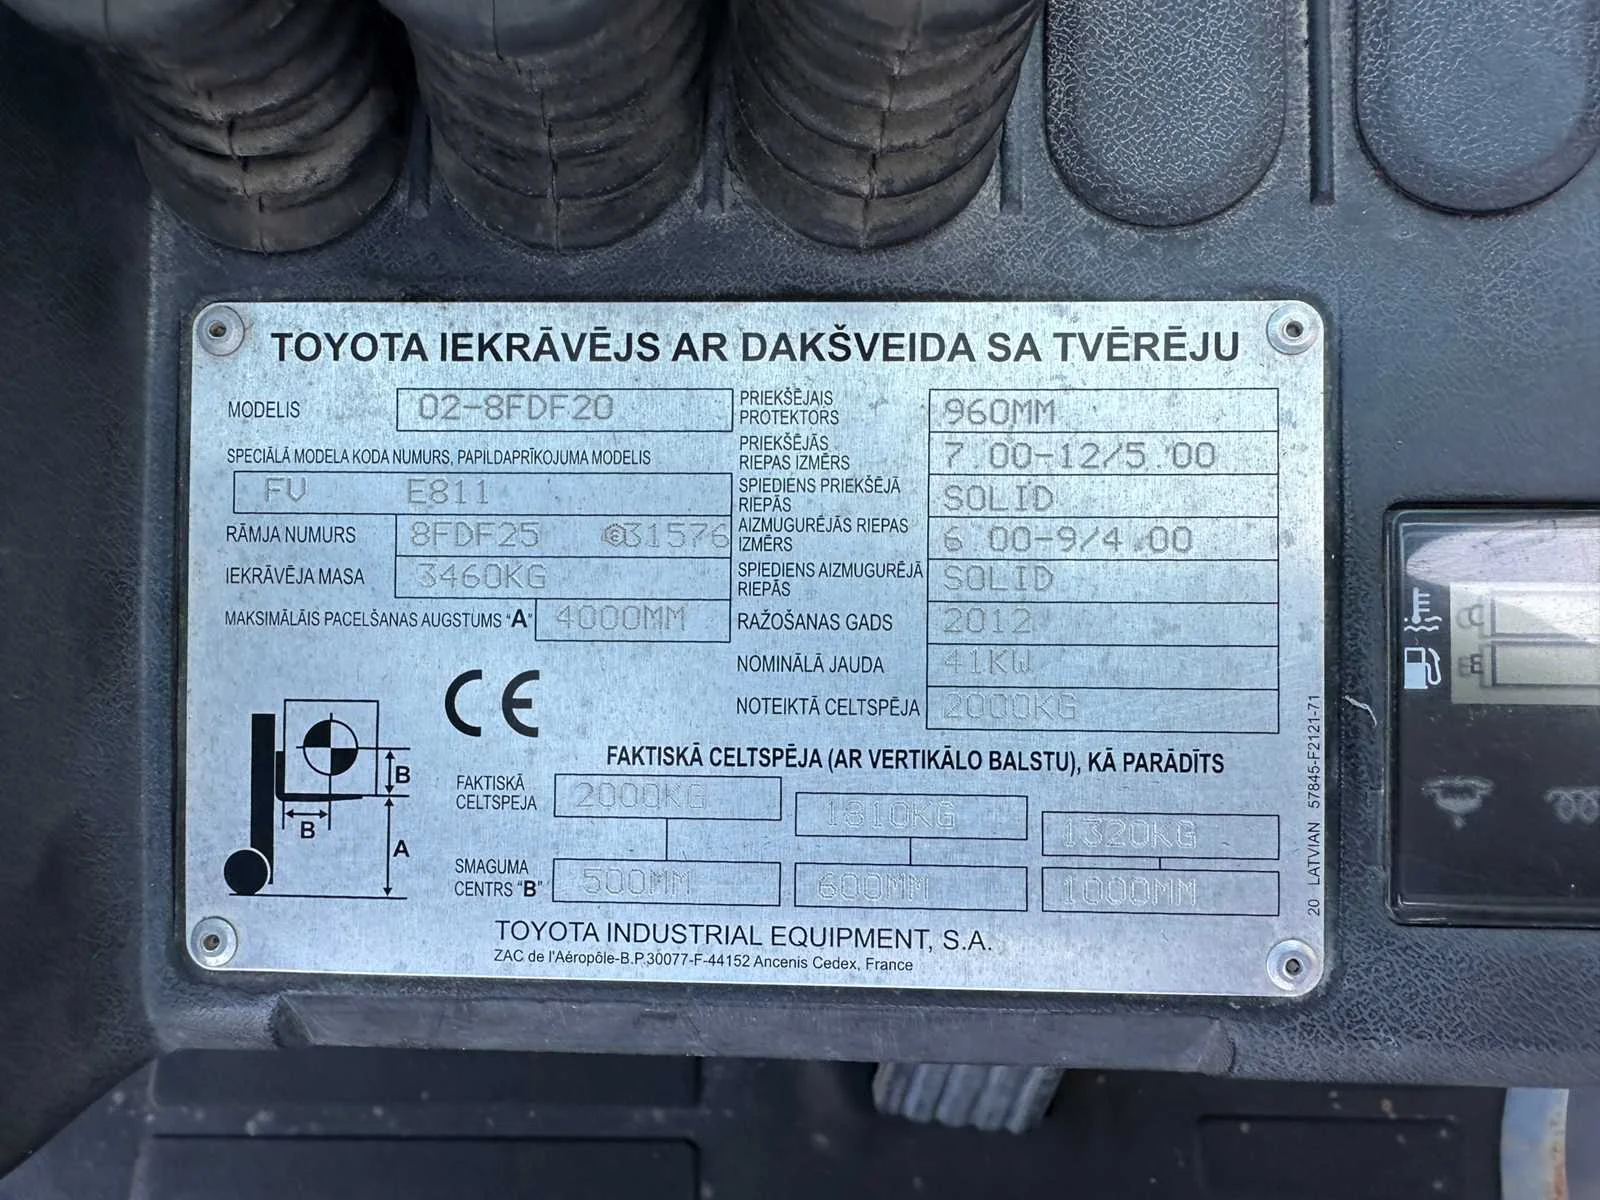 TOYOTA IEKRĀVĒJS AR DAKŠVEIDA SA TVĒRĒJU
MODELIS 02-8FDF20
SPECIĀLĀ MODELA KODA NUMURS, PAPILDAPRĪKOJUMA MODELIS
FV E811
RĀMJA NUMURS 8FDF25 31576
IEKRĀVĒJA MASA 3460KG
MAKSIMĀLĀIS PACELŠANAS AUGSTUMS "A" 4000MM
PRIEKŠĒJAIS
PROTEKTORS 960MM
PRIEKŠĒJĀS
RIEPAS IZMĒRS 7.00-12/5.00
SPIEDIENS PRIEKŠĒJĀ
RIEPĀS SOLID
AIZMUGURĒJĀS RIEPAS
IZMĒRS 6.00-9/4.00
SPIEDIENS AIZMUGURĒJĀ
RIEPĀS SOLID
RAŽOŠANAS GADS 2012
NOMINĀLĀ JAUDA 41KW
NOTEIKTĀ CELTSPĒJA 2000KG
CE
B
B
A
FAKTISKĀ CELTSPĒJA (AR VERTIKĀLO BALSTU), KĀ PARĀDĪTS
FAKTISKĀ
CELTSPEJA 2000KG 1810KG 1320KG
SMAGUMA
CENTRS "B" 500MM 600MM 1000MM
TOYOTA INDUSTRIAL EQUIPMENT, S.A.
ZAC de l'Aéropôle-B.P.30077-F-44152 Ancenis Cedex, France
20 LATVIAN 57845-F2121-71